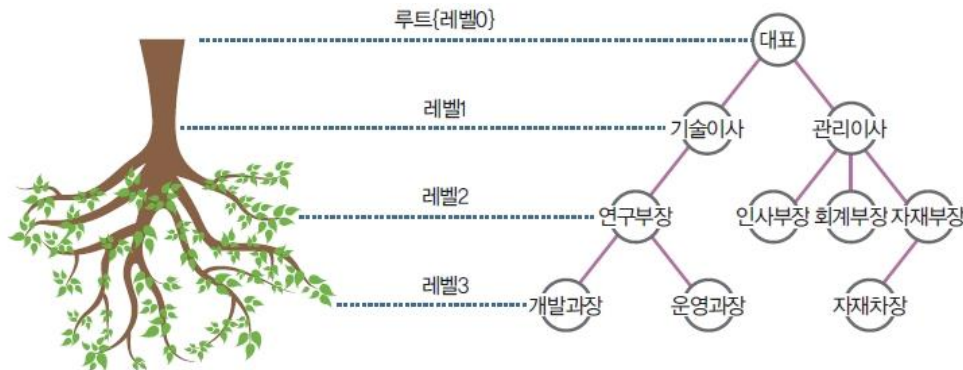 루트{레벨0}
대표
레벨1
기술이사
관리이사
레벨2
연구부장
인사부장
회계부장
자재부장
레벨3
개발과장
운영과장
자재차장